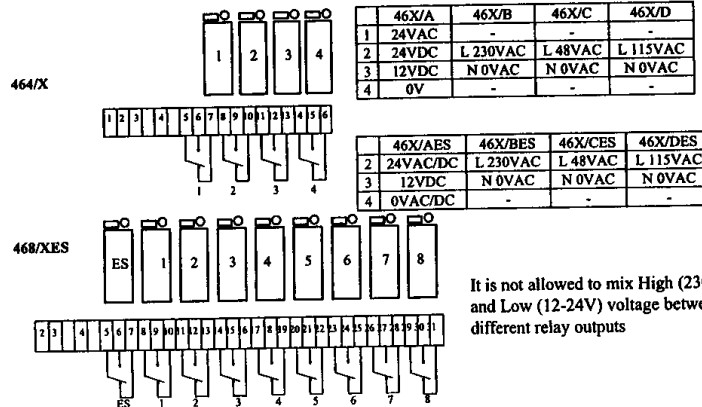 46X/A 46X/B 46X/C 46X/D
1 24VAC - - -
2 24VDC L 230VAC L 48VAC L 115VAC
3 12VDC N 0VAC N 0VAC N 0VAC
4 0V - - -
464/X
1 2 3 4
1 2 3 4 5 6 7 8 9 10 11 12 13 14 5 6
1 2 3 4
46X/AES 46X/BES 46X/CES 46X/DES
2 24VAC/DC L 230VAC L 48VAC L 115VAC
3 12VDC N 0VAC N 0VAC N 0VAC
4 0VAC/DC - - -
468/XES
ES 1 2 3 4 5 6 7 8
2 3 4 5 6 7 8 9 10 11 12 13 4 15 16 7 8 19 20 21 22 23 24 25 26 27 28 29 30 31
ES 1 2 3 4 5 6 7 8
It is not allowed to mix High (23
and Low (12-24V) voltage betwe
different relay outputs